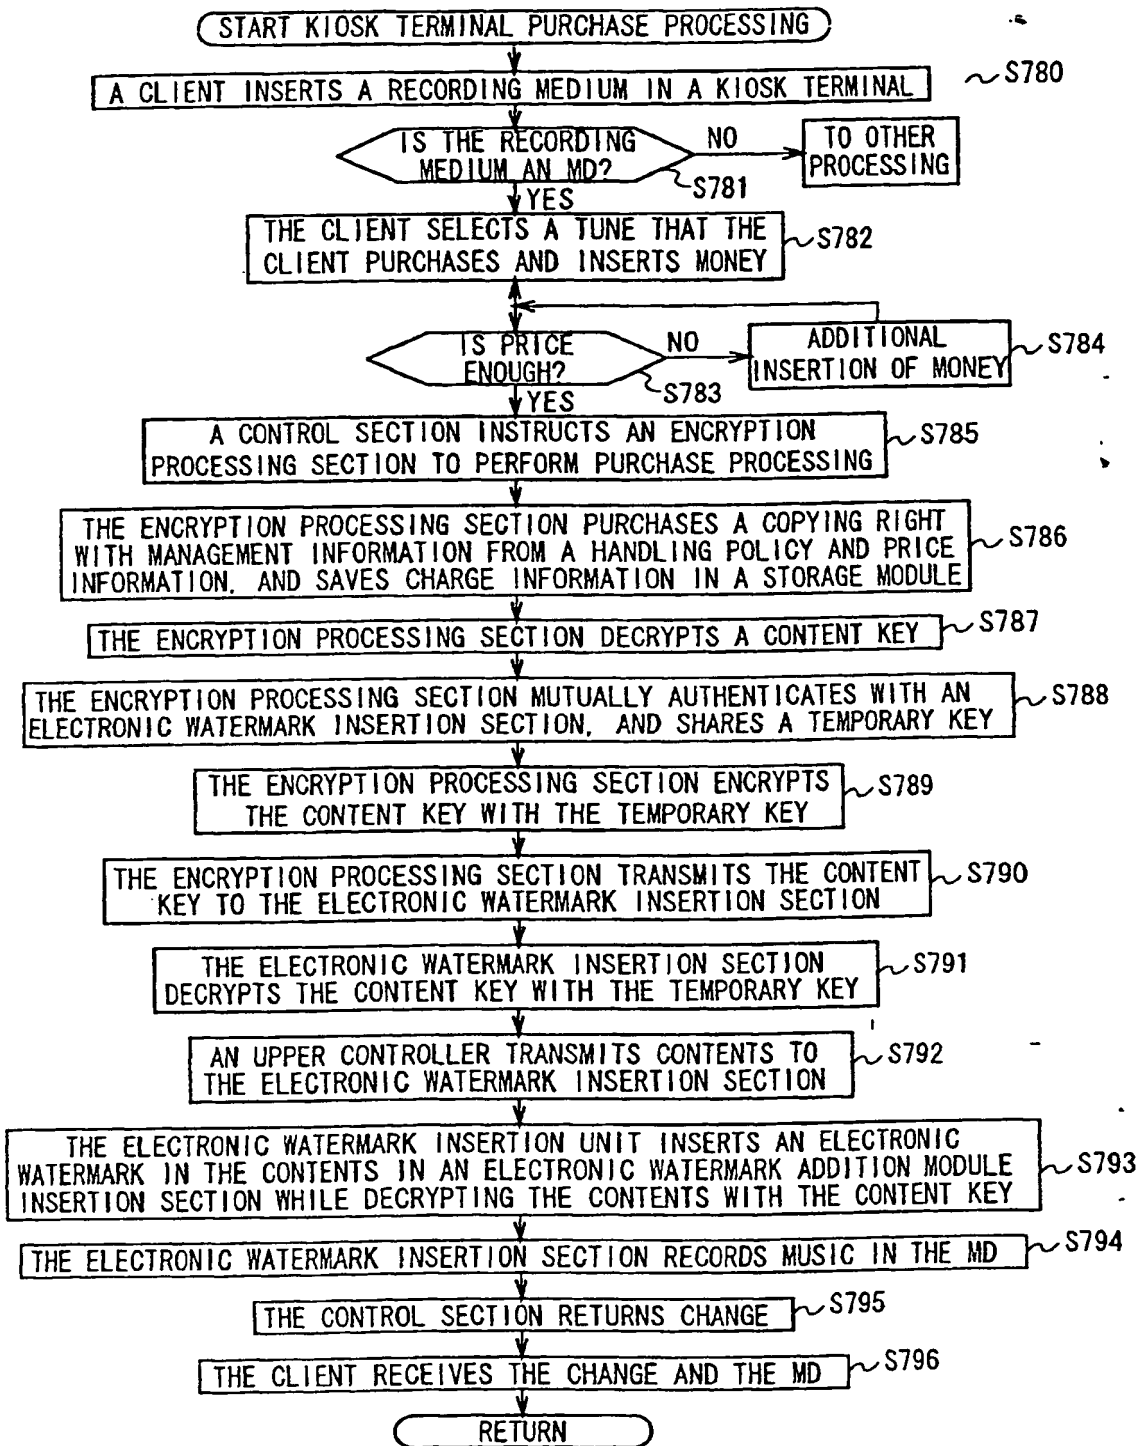 START KIOSK TERMINAL PURCHASE PROCESSING
A CLIENT INSERTS A RECORDING MEDIUM IN A KIOSK TERMINAL
S780
IS THE RECORDING
MEDIUM AN MD?
S781
NO
TO OTHER
PROCESSING
YES
THE CLIENT SELECTS A TUNE THAT THE
CLIENT PURCHASES AND INSERTS MONEY
S782
IS PRICE
ENOUGH?
S783
NO
ADDITIONAL
INSERTION OF MONEY
S784
YES
A CONTROL SECTION INSTRUCTS AN ENCRYPTION
PROCESSING SECTION TO PERFORM PURCHASE PROCESSING
S785
THE ENCRYPTION PROCESSING SECTION PURCHASES A COPYING RIGHT
WITH MANAGEMENT INFORMATION FROM A HANDLING POLICY AND PRICE
INFORMATION, AND SAVES CHARGE INFORMATION IN A STORAGE MODULE
S786
THE ENCRYPTION PROCESSING SECTION DECRYPTS A CONTENT KEY
S787
THE ENCRYPTION PROCESSING SECTION MUTUALLY AUTHENTICATES WITH AN
ELECTRONIC WATERMARK INSERTION SECTION, AND SHARES A TEMPORARY KEY
S788
THE ENCRYPTION PROCESSING SECTION ENCRYPTS
THE CONTENT KEY WITH THE TEMPORARY KEY
S789
THE ENCRYPTION PROCESSING SECTION TRANSMITS THE CONTENT
KEY TO THE ELECTRONIC WATERMARK INSERTION SECTION
S790
THE ELECTRONIC WATERMARK INSERTION SECTION
DECRYPTS THE CONTENT KEY WITH THE TEMPORARY KEY
S791
AN UPPER CONTROLLER TRANSMITS CONTENTS TO
THE ELECTRONIC WATERMARK INSERTION SECTION
S792
THE ELECTRONIC WATERMARK INSERTION UNIT INSERTS AN ELECTRONIC
WATERMARK IN THE CONTENTS IN AN ELECTRONIC WATERMARK ADDITION MODULE
INSERTION SECTION WHILE DECRYPTING THE CONTENTS WITH THE CONTENT KEY
S793
THE ELECTRONIC WATERMARK INSERTION SECTION RECORDS MUSIC IN THE MD
S794
THE CONTROL SECTION RETURNS CHANGE
S795
THE CLIENT RECEIVES THE CHANGE AND THE MD
S796
RETURN